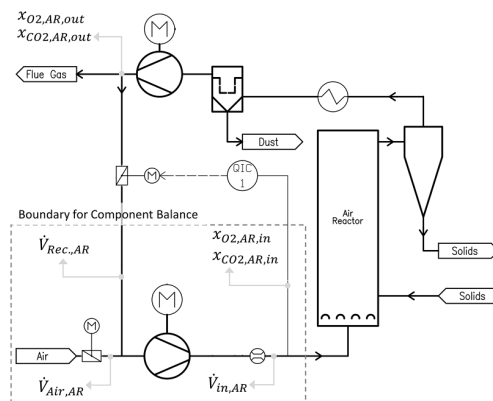 x_{O2,AR,out}
x_{CO2,AR,out}
M
Flue Gas
Dust
QIC
1
M
Air
Reactor
Boundary for Component Balance
V̇_{Rec.,AR}
x_{O2,AR,in}
x_{CO2,AR,in}
Solids
M
Solids
M
Air
V̇_{Air,AR}
V̇_{in,AR}